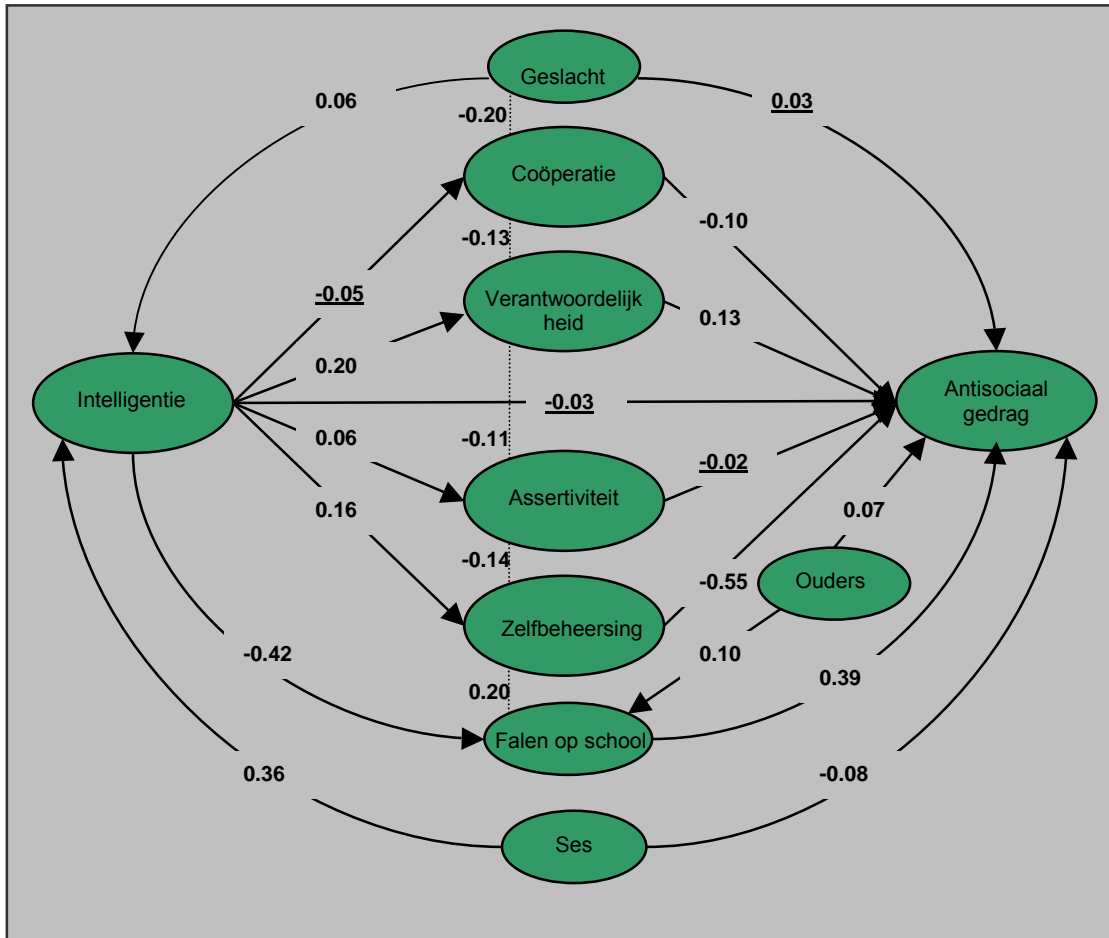 Geslacht
0.06
0.03
-0.20
Coöperatie
-0.10
-0.13
-0.05
Verantwoordelijk
heid
0.13
0.20
Intelligentie
-0.03
Antisociaal
gedrag
0.06
-0.11
-0.02
Assertiviteit
0.16
0.07
-0.14
-0.55
Ouders
Zelfbeheersing
-0.42
0.10
0.39
0.20
Falen op school
0.36
-0.08
Ses